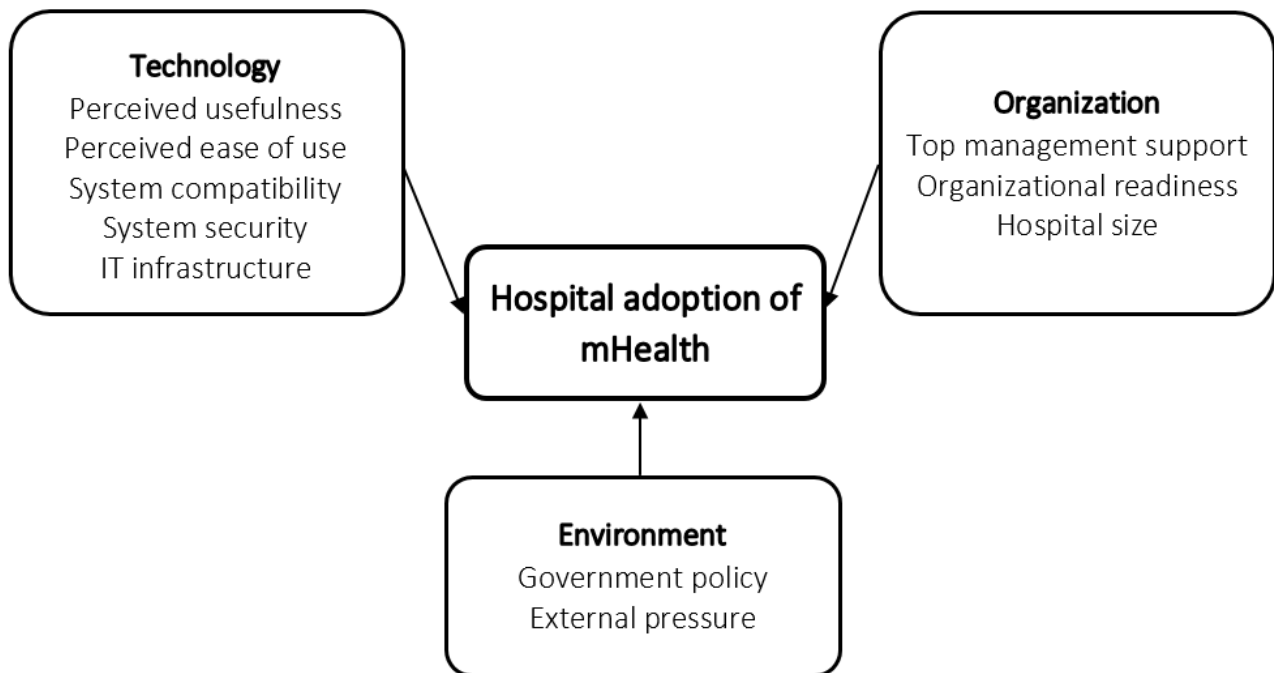 Technology
Perceived usefulness
Perceived ease of use
System compatibility
System security
IT infrastructure
Organization
Top management support
Organizational readiness
Hospital size
Hospital adoption of
mHealth
Environment
Government policy
External pressure